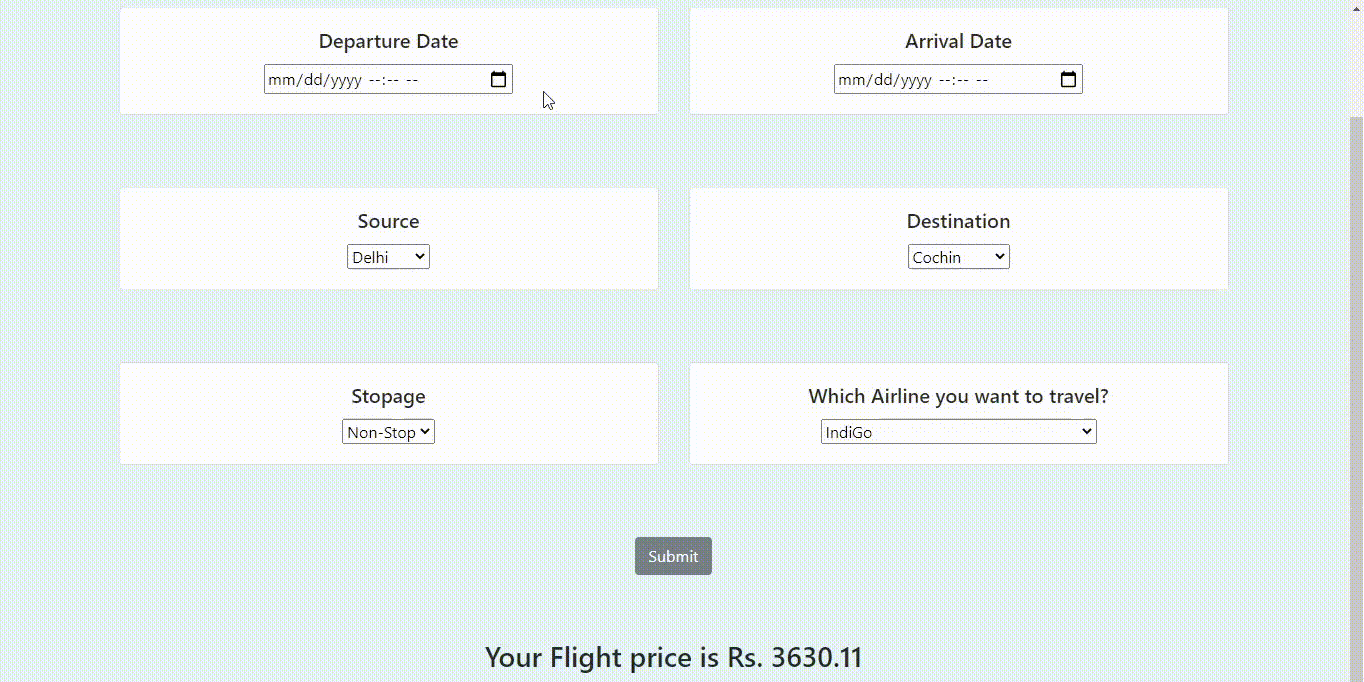 Departure Date
Arrival Date
mm/dd/yyyy --:-- --
mm/dd/yyyy --:-- --
Source
Destination
Delhi
Cochin
Stopage
Which Airline you want to travel?
Non-Stop
IndiGo
Submit
Your Flight price is Rs. 3630.11